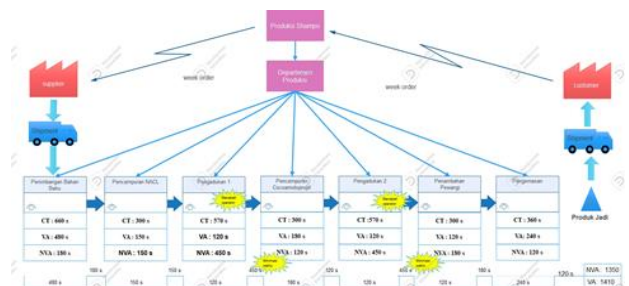 Produksi Shampo
Departemen
Produksi
supplier
week order
week order
customer
Shipment
Shipment
Produk Jadi
Penimbangan Bahan
Baku
Pencampuran NACL
Pengadukan 1
Pencampuran
Pengadukan 2
Penambahan
Pewangi
Pengemasan
CT : 660 s
VA : 480 s
NVA : 180 s
CT : 300 s
VA : 150 s
NVA : 150 s
CT : 570 s
VA : 120 s
NVA : 450 s
CT : 300 s
VA : 180 s
NVA : 120 s
CT :570 s
VA : 120 s
NVA : 450 s
CT : 300 s
VA : 120 s
NVA : 180 s
CT : 360 s
VA : 240 s
NVA : 120 s
180 s
150 s
450 s
120 s
450 s
180 s
120 s
480 s
150 s
120 s
180 s
120 s
120 s
240 s
NVA : 1350
VA 1410